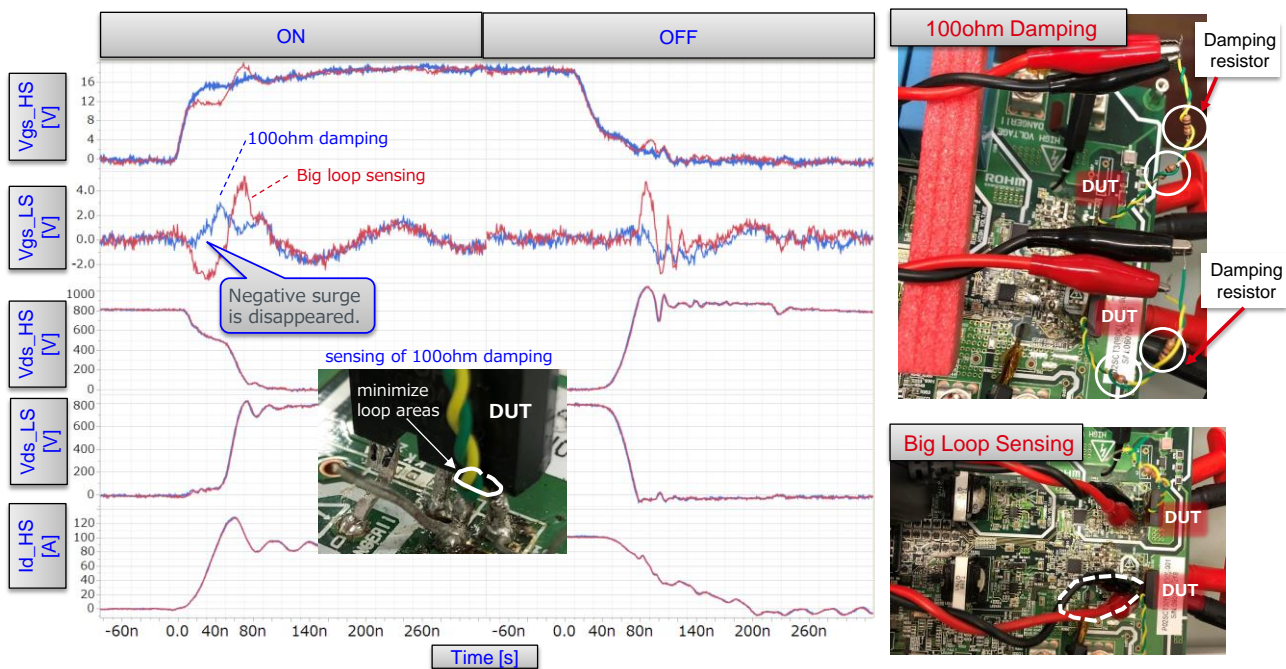 ON
OFF
Vgs_HS
[V]
16
12
8
4
0
100ohm damping
Big loop sensing
Vgs_LS
[V]
4.0
2.0
0.0
-2.0
Negative surge
is disappeared.
Vds_HS
[V]
1000
800
600
400
200
0
sensing of 100ohm damping
minimize
loop areas
DUT
Vds_LS
[V]
800
600
400
200
0
Id_HS
[A]
120
100
80
60
40
20
0
-60n
0.0
40n
80n
140n
200n
260n
-60n
0.0
40n
80n
140n
200n
260n
Time [s]
100ohm Damping
Damping
resistor
DANGER!!
HIGH VOLTAGE
ROHM
DUT
DUT
Damping
resistor
Big Loop Sensing
HSIH
DUT
DUT